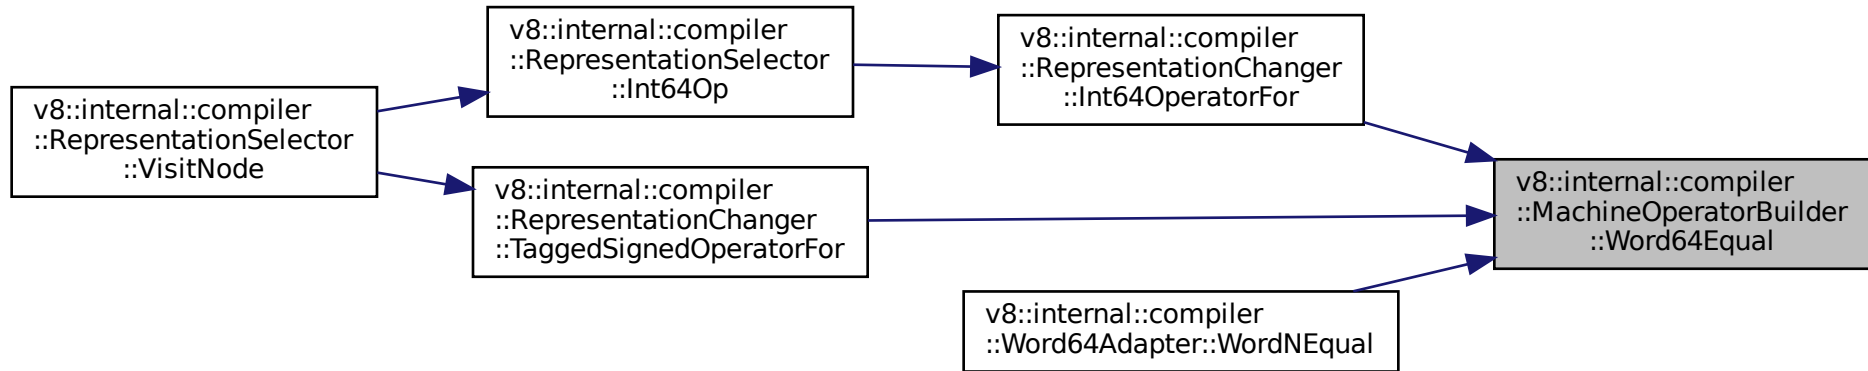 v8::internal::compiler
::RepresentationSelector
::VisitNode
v8::internal::compiler
::RepresentationSelector
::Int64Op
v8::internal::compiler
::RepresentationChanger
::TaggedSignedOperatorFor
v8::internal::compiler
::RepresentationChanger
::Int64OperatorFor
v8::internal::compiler
::Word64Adapter::WordNEqual
v8::internal::compiler
::MachineOperatorBuilder
::Word64Equal